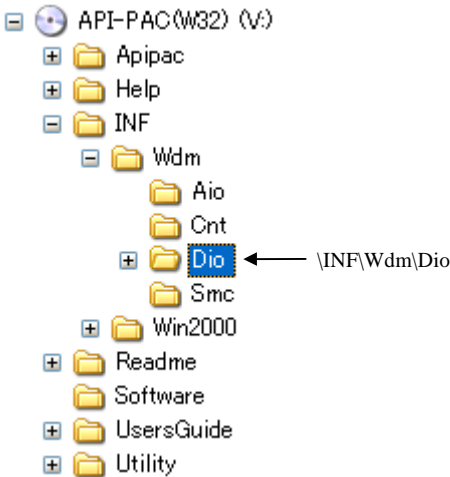 API-PAC(W32) (V:)
Apipac
Help
INF
Wdm
Aio
Cnt
Dio
\INF\Wdm\Dio
Smc
Win2000
Readme
Software
UsersGuide
Utility